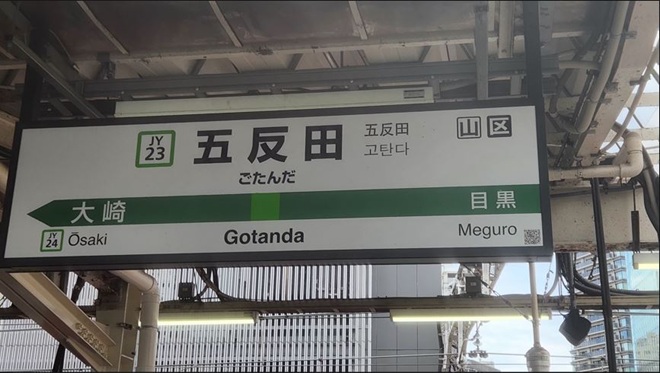 JY
23
五反田
五反田
고탄다
山 区
ごたんだ
大崎
目黒
JY
24
Ōsaki
Gotanda
Meguro